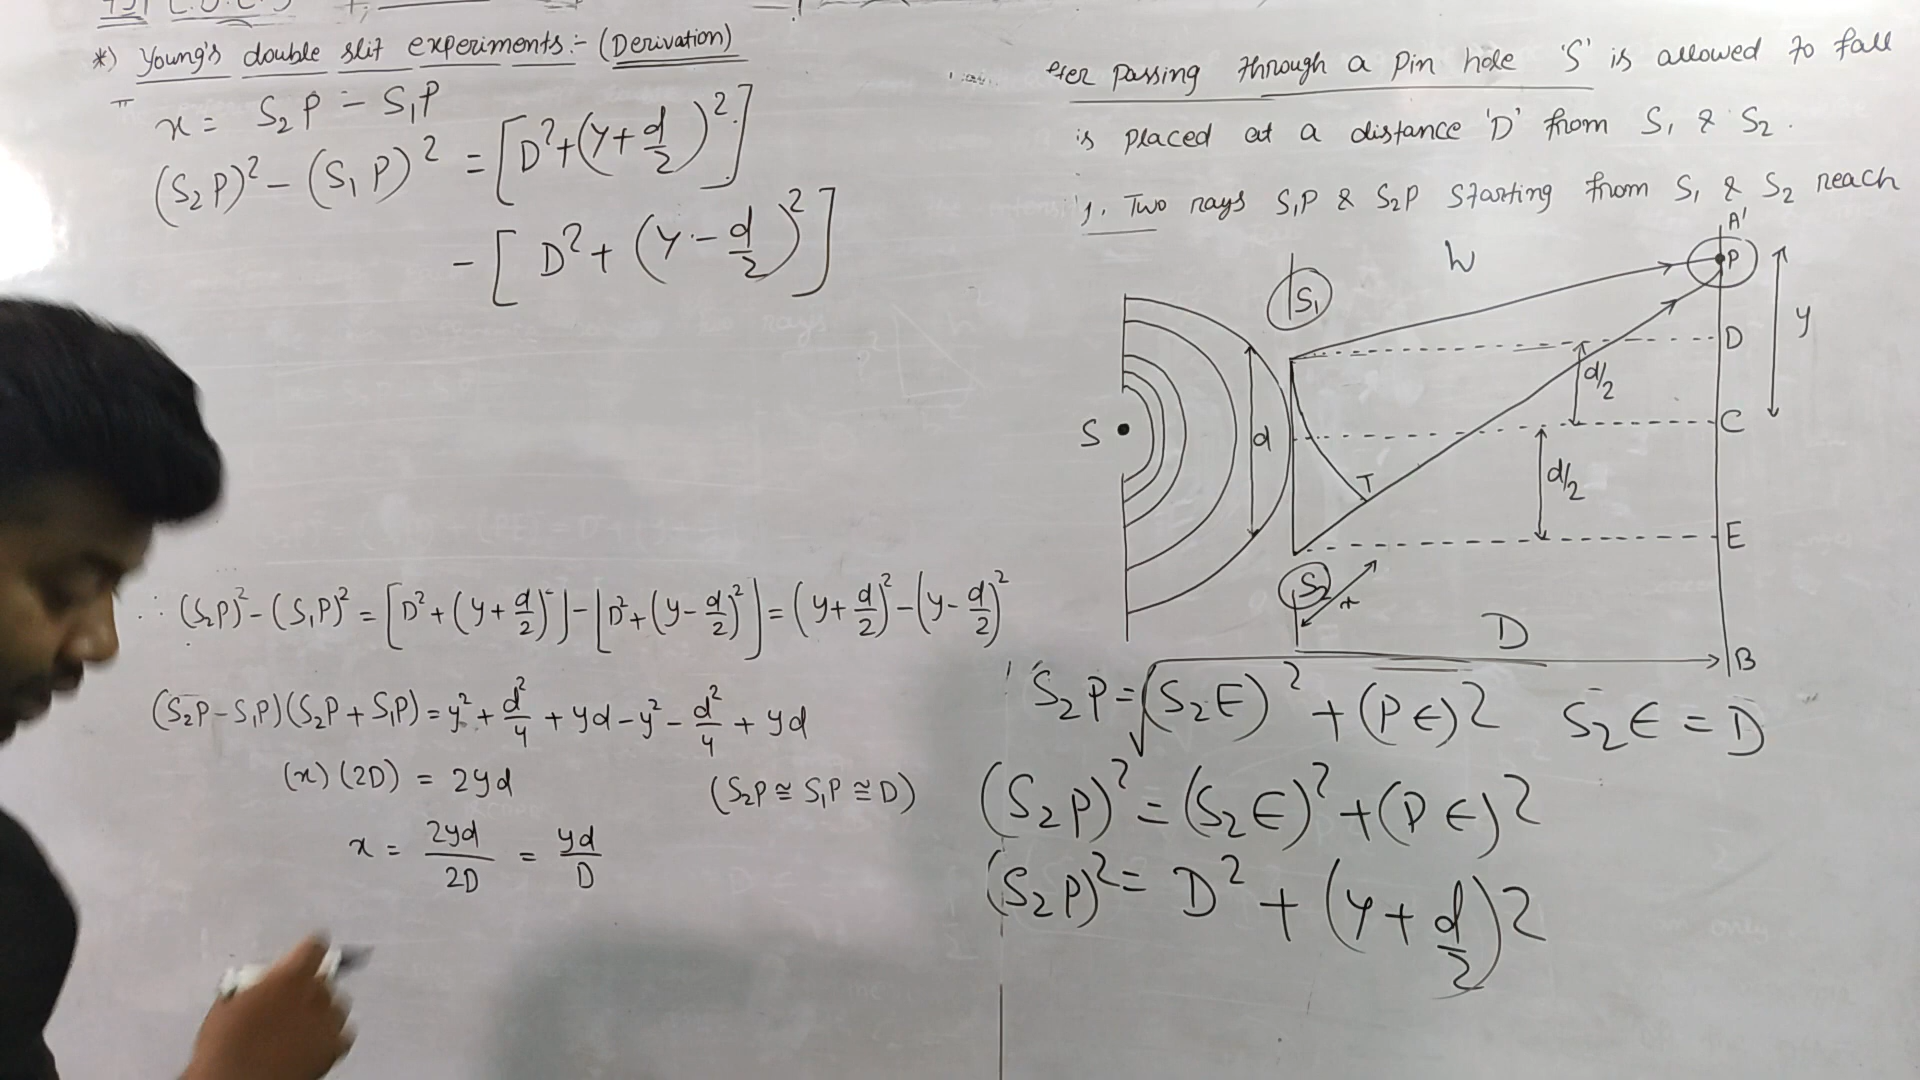 *) Young's double slit experiments:- (Derivation)
x = S₂P - S₁P
(S₂P)² - (S₁P)² = [D² + (y + d/2)²]
- [D² + (y - d/2)²]
∴ (S₂P)² - (S₁P)² = [D² + (y + d/2)²] - [D² + (y - d/2)²] = (y + d/2)² - (y - d/2)²
(S₂P - S₁P)(S₂P + S₁P) = y² + d²/4 + yd - y² - d²/4 + yd
(x)(2D) = 2yd (S₂P ≅ S₁P ≅ D)
x = 2yd/2D = yd/D
passing through a pin hole 'S' is allowed to fall
is placed at a distance 'D' from S₁ & S₂.
Two rays S₁P & S₂P starting from S₁ & S₂ reach
A'
P
S₁
y
D
d/2
S
d
C
T
d/2
E
S₂
x
D
B
S₂P = √(S₂E)² + (PE)² S₂E = D
(S₂P)² = (S₂E)² + (PE)²
(S₂P)² = D² + (y + d/2)²